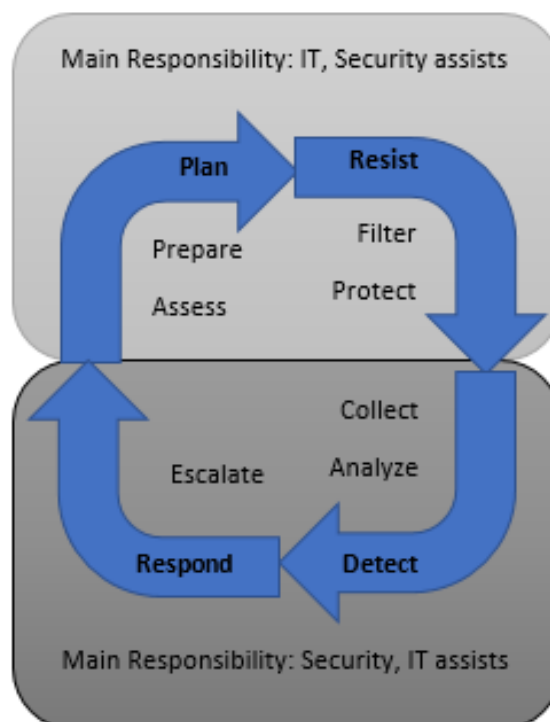 Main Responsibility: IT, Security assists
Plan
Resist
Prepare
Filter
Assess
Protect
Collect
Escalate
Analyze
Respond
Detect
Main Responsibility: Security, IT assists